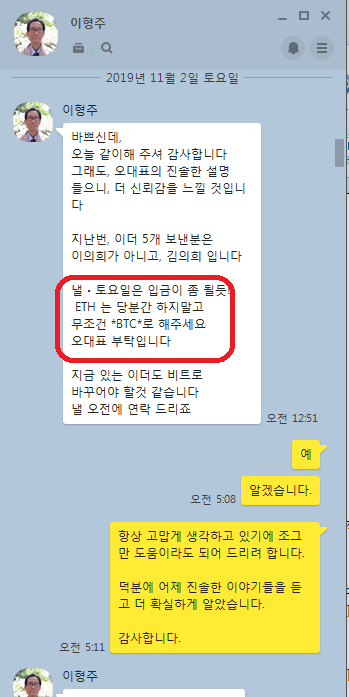 이형주
2019년 11월 2일 토요일
이형주
바쁘신데,
오늘 같이해 주셔 감사합니다
그래도, 오대표의 진솔한 설명
들으니, 더 신뢰감을 느낄 것입니
다
지난번, 이더 5개 보낸분은
이의희가 아니고, 김의희 입니다
낼·토요일은 입금이 좀 될듯!
ETH 는 당분간 하지말고
무조건 *BTC*로 해주세요
오대표 부탁입니다
지금 있는 이더도 비트로
바꾸어야 할것 같습니다
낼 오전에 연락 드리죠
오전 12:51
예
알겠습니다.
오전 5:08
항상 고맙게 생각하고 있기에 조그
만 도움이라도 되어 드리려 합니다.
덕분에 어제 진솔한 이야기들을 듣
고 더 확실하게 알았습니다.
감사합니다.
오전 5:11
이형주